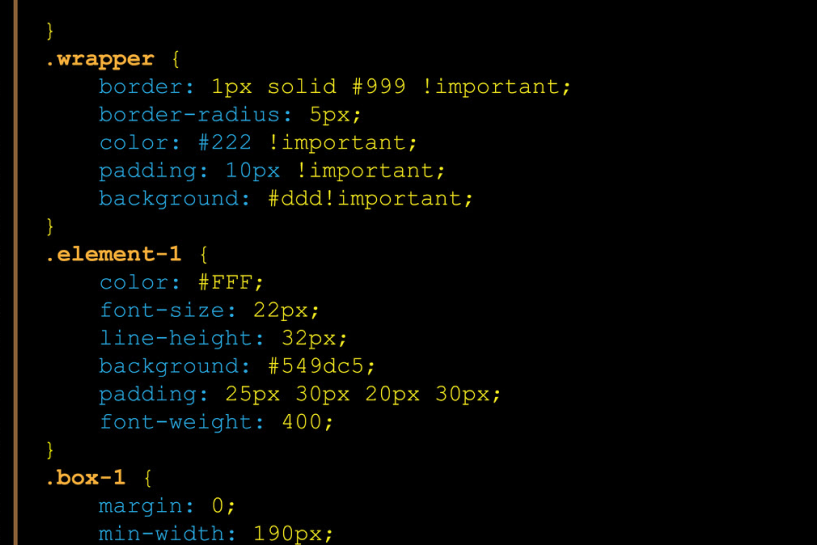 }
.wrapper {
    border: 1px solid #999 !important;
    border-radius: 5px;
    color: #222 !important;
    padding: 10px !important;
    background: #ddd!important;
}
.element-1 {
    color: #FFF;
    font-size: 22px;
    line-height: 32px;
    background: #549dc5;
    padding: 25px 30px 20px 30px;
    font-weight: 400;
}
.box-1 {
    margin: 0;
    min-width: 190px;